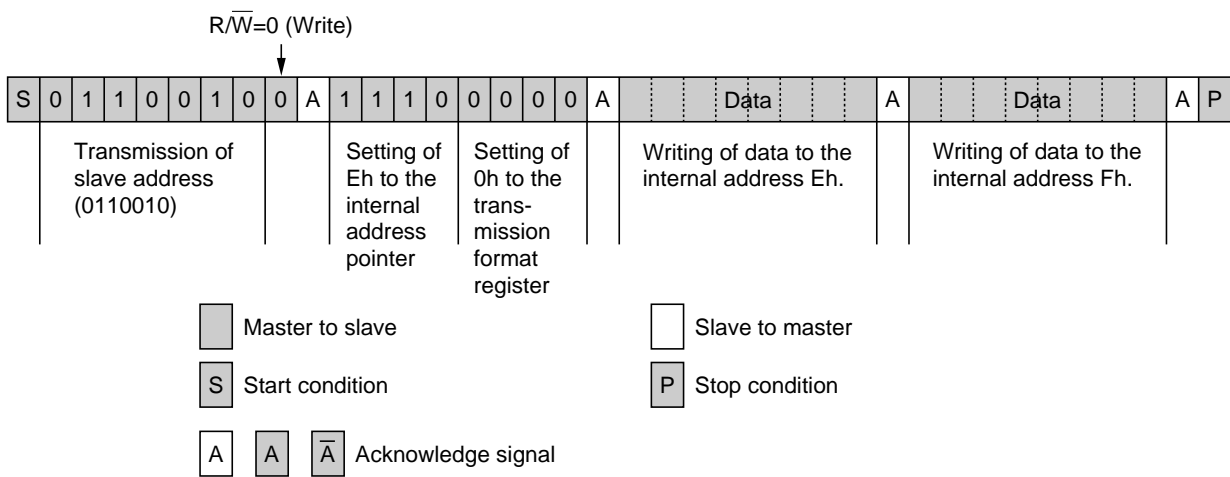 R/W̅=0 (Write)
S 0 1 1 0 0 1 0 0 A 1 1 1 0 0 0 0 0 A Data A Data A P
Transmission of
slave address
(0110010)
Setting of
Eh to the
internal
address
pointer
Setting of
0h to the
trans-
mission
format
register
Writing of data to the
internal address Eh.
Writing of data to the
internal address Fh.
Master to slave
Slave to master
S Start condition
P Stop condition
A A A̅ Acknowledge signal